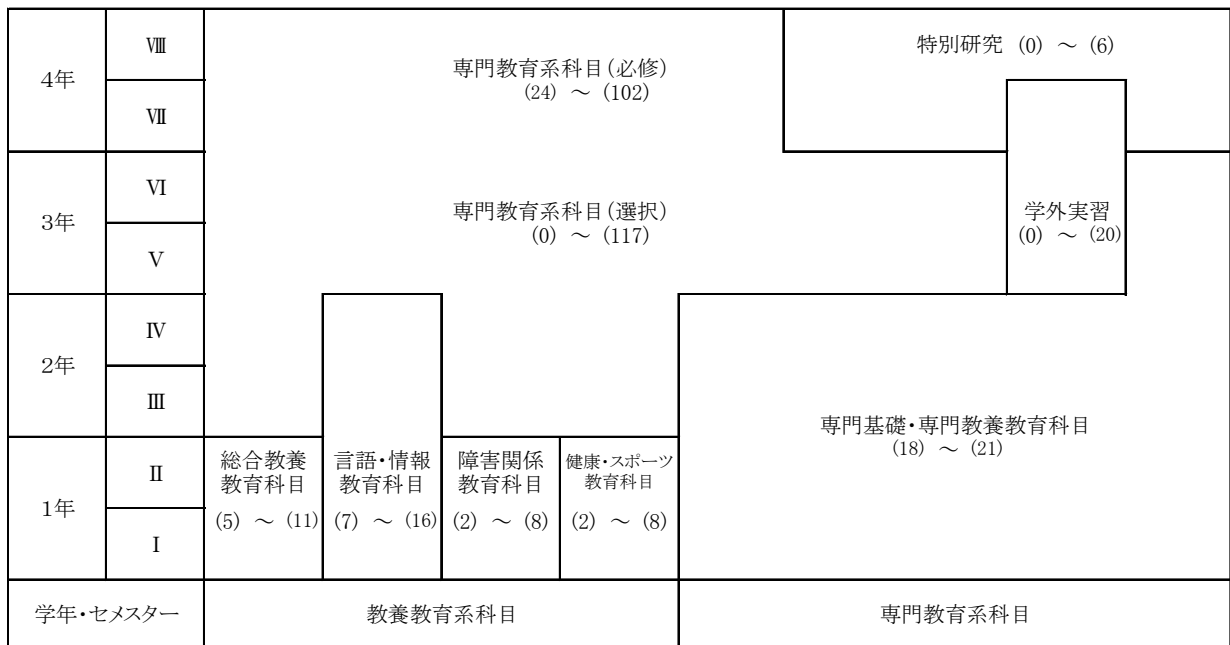 4年
Ⅷ
専門教育系科目(必修)
(24) ～ (102)
特別研究 (0) ～ (6)
Ⅶ
3年
Ⅵ
専門教育系科目(選択)
(0) ～ (117)
学外実習
(0) ～ (20)
Ⅴ
2年
Ⅳ
Ⅲ
専門基礎・専門教養教育科目
(18) ～ (21)
1年
Ⅱ
Ⅰ
総合教養
教育科目
(5) ～ (11)
言語・情報
教育科目
(7) ～ (16)
障害関係
教育科目
(2) ～ (8)
健康・スポーツ
教育科目
(2) ～ (8)
学年・セメスター
教養教育系科目
専門教育系科目